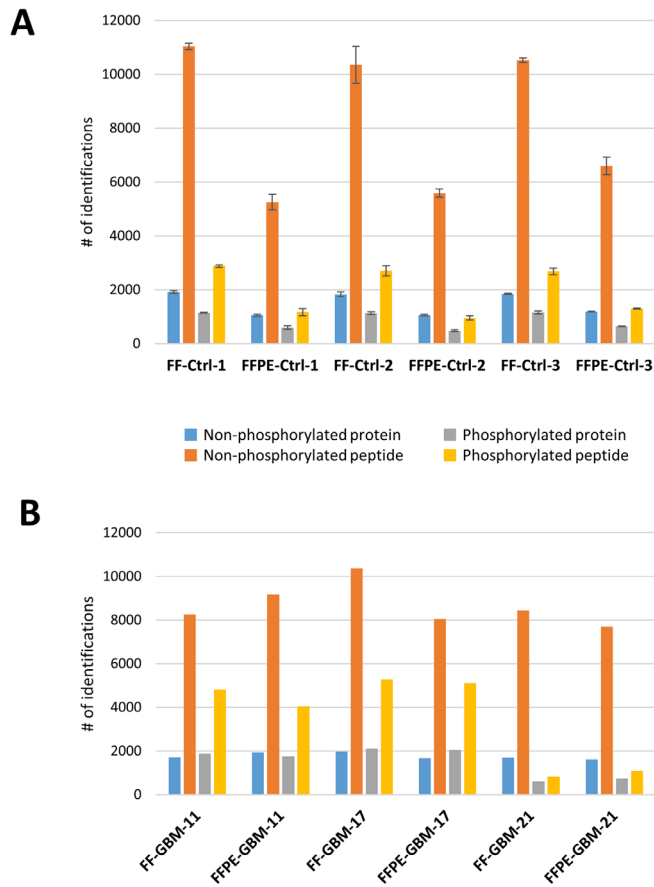 A
12000
10000
8000
6000
4000
2000
0
# of identifications
FF-Ctrl-1 FFPE-Ctrl-1 FF-Ctrl-2 FFPE-Ctrl-2 FF-Ctrl-3 FFPE-Ctrl-3
Non-phosphorylated protein Phosphorylated protein
Non-phosphorylated peptide Phosphorylated peptide
B
12000
10000
8000
6000
4000
2000
0
# of identifications
FF-GBM-11 FFPE-GBM-11 FF-GBM-17 FFPE-GBM-17 FF-GBM-21 FFPE-GBM-21